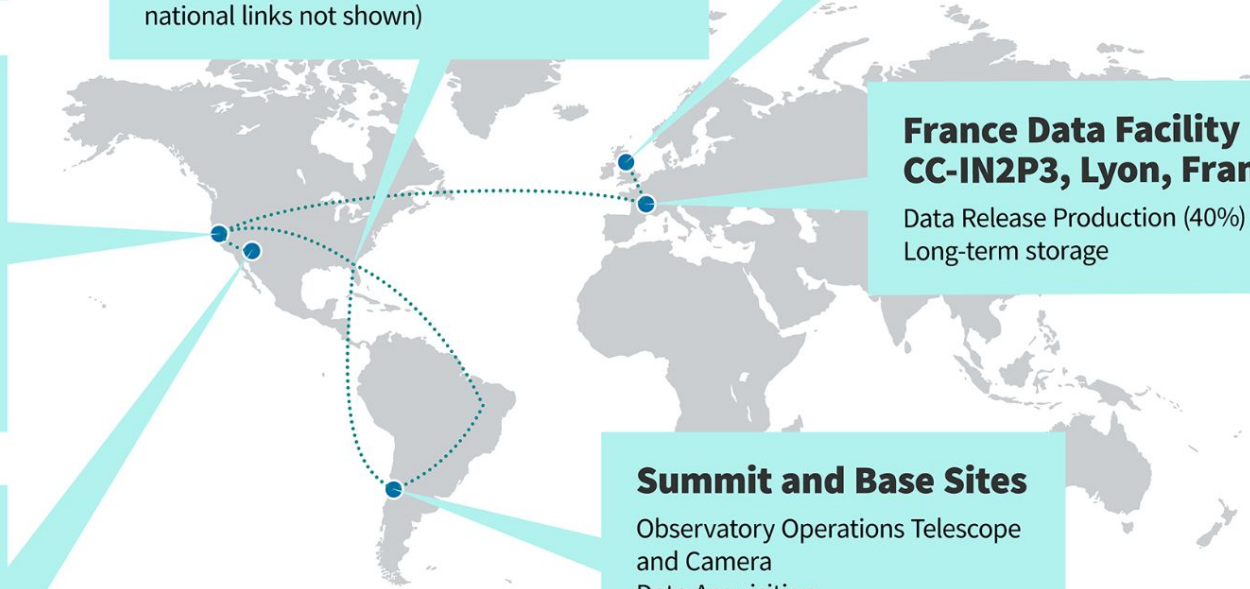 national links not shown)
France Data Facility
CC-IN2P3, Lyon,
Data Release Production (40%)
Long-term storage
Summit and Base Sites
Observatory Operations Telescope
and Camera